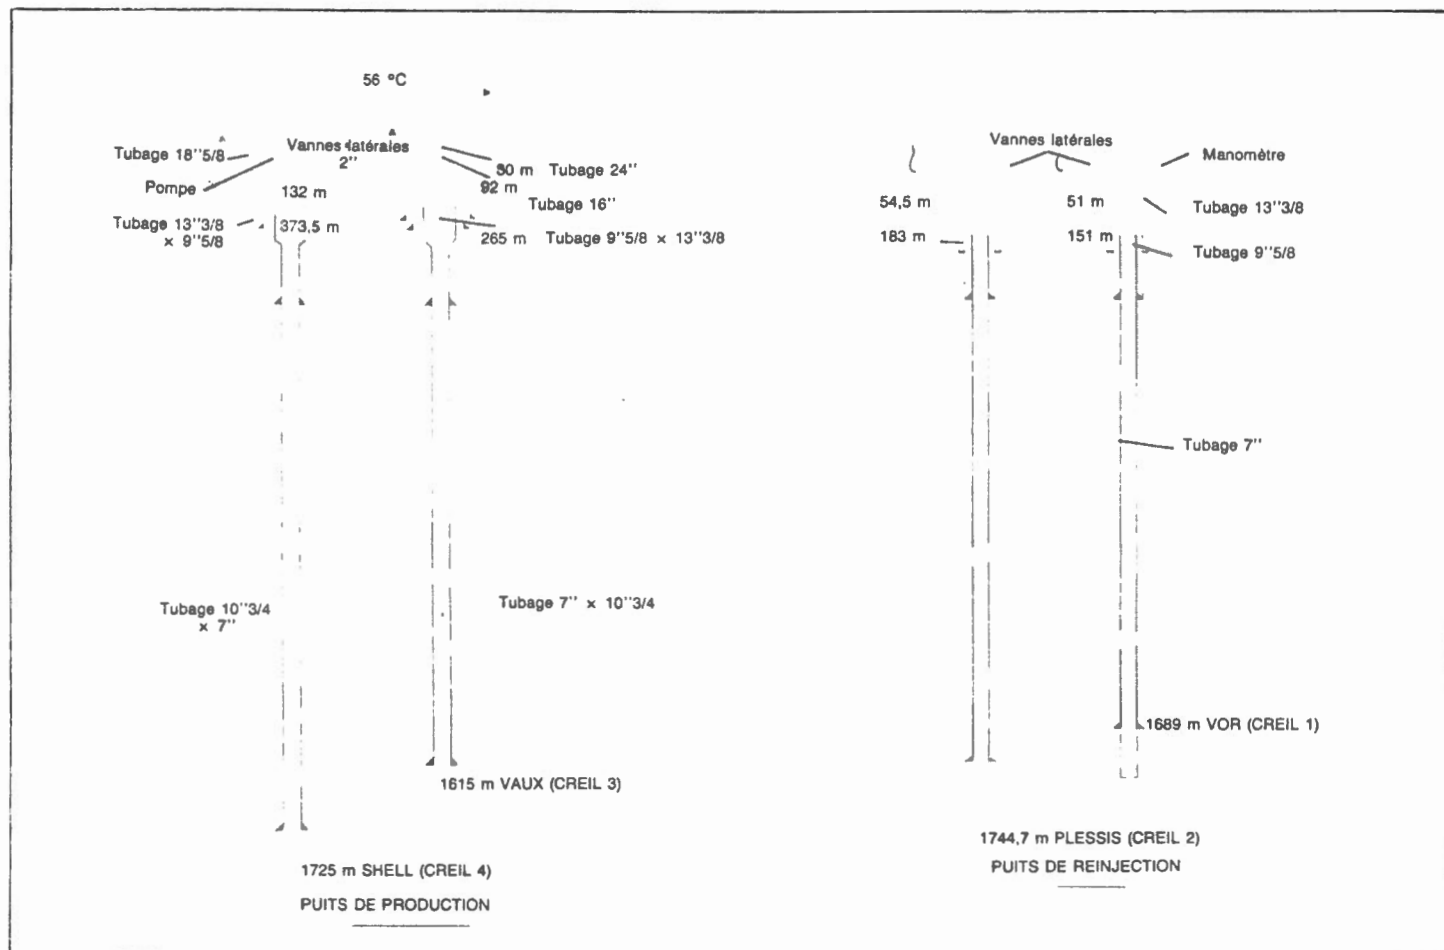 56 °C
Tubage 18''5/8
Vannes latérales
2''
Pompe
132 m
50 m Tubage 24''
92 m
Tubage 16''
Tubage 13''3/8
× 9''5/8
373,5 m
265 m Tubage 9''5/8 × 13''3/8
Tubage 10''3/4
× 7''
Tubage 7'' × 10''3/4
1615 m VAUX (CREIL 3)
1725 m SHELL (CREIL 4)
PUITS DE PRODUCTION
Vannes latérales
Manomètre
54,5 m
51 m
Tubage 13''3/8
183 m
151 m
Tubage 9''5/8
Tubage 7''
1689 m VOR (CREIL 1)
1744,7 m PLESSIS (CREIL 2)
PUITS DE REINJECTION